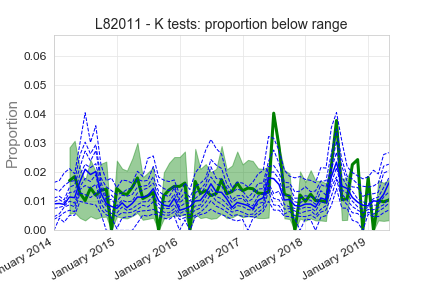 L82011 - K tests: proportion below range
Proportion
0.06
0.05
0.04
0.03
0.02
0.01
0.00
nuary 2014
January 2015
January 2016
January 2017
January 2018
January 2019